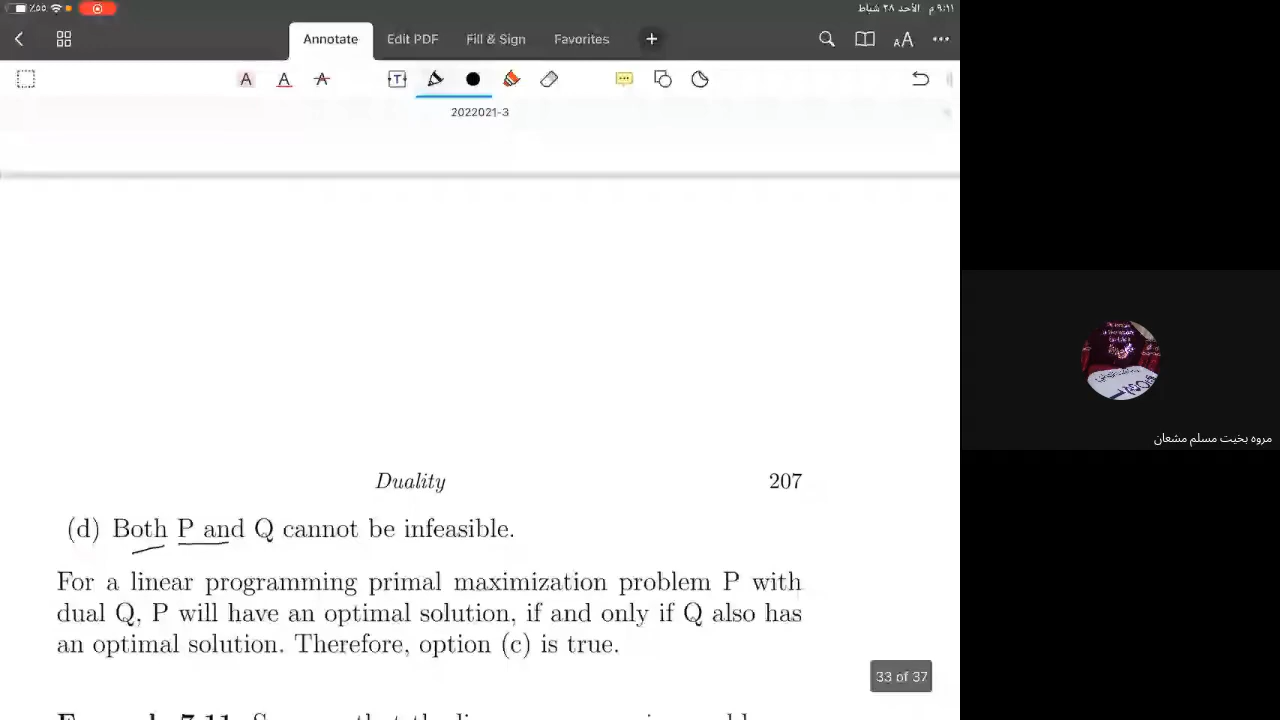 ٪٥٥
٩:١١ م الأحد ٢٨ شباط
Annotate
Edit PDF
Fill & Sign
Favorites
AA
A A A T
2022021-3
Duality 207
(d) Both P and Q cannot be infeasible.
For a linear programming primal maximization problem P with
dual Q, P will have an optimal solution, if and only if Q also has
an optimal solution. Therefore, option (c) is true.
33 of 37
مروه بخيت مسلم مشعان